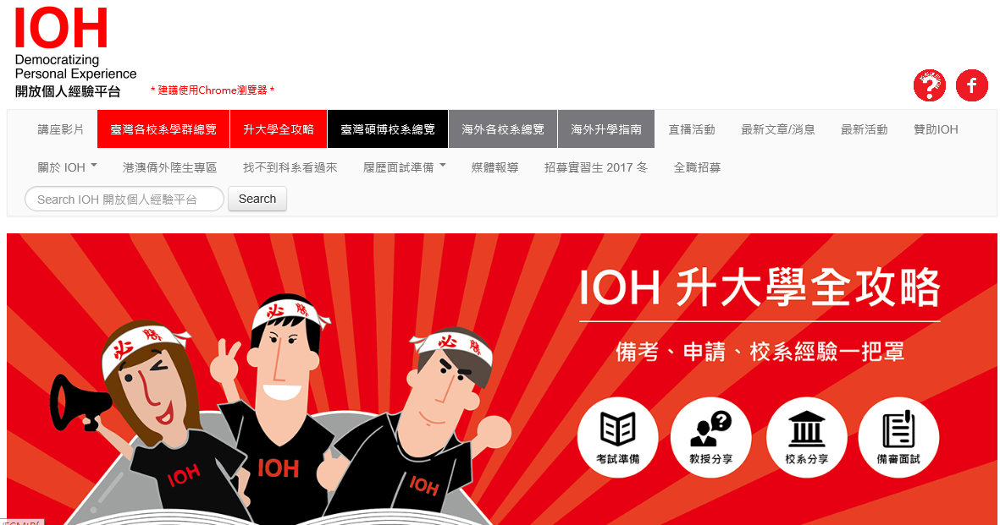 IOH
Democratizing
Personal Experience
開放個人經驗平台
* 建議使用Chrome瀏覽器 *
講座影片 臺灣各校系學群總覽 升大學全攻略 臺灣碩博校系總覽 海外各校系總覽 海外升學指南 直播活動 最新文章/消息 最新活動 贊助IOH
關於 IOH 港澳僑外陸生專區 找不到科系看過來 履歷面試準備 媒體報導 招募實習生 2017 冬 全職招募
Search IOH 開放個人經驗平台 Search
IOH 升大學全攻略
備考、申請、校系經驗一把罩
必勝
必勝
必勝
考試準備 教授分享 校系分享 備審面試
IOH
IOH
IOH